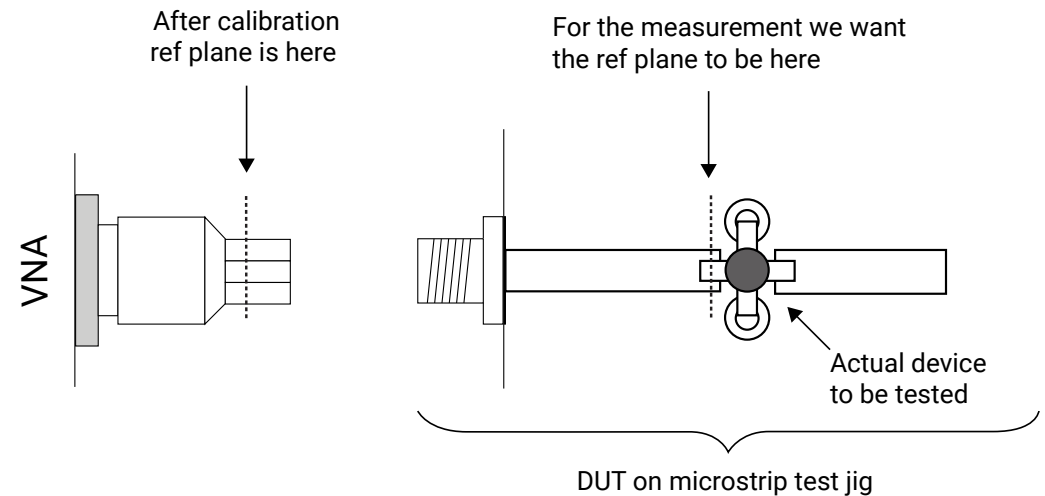 After calibration
ref plane is here
For the measurement we want
the ref plane to be here
VNA
Actual device
to be tested
DUT on microstrip test jig